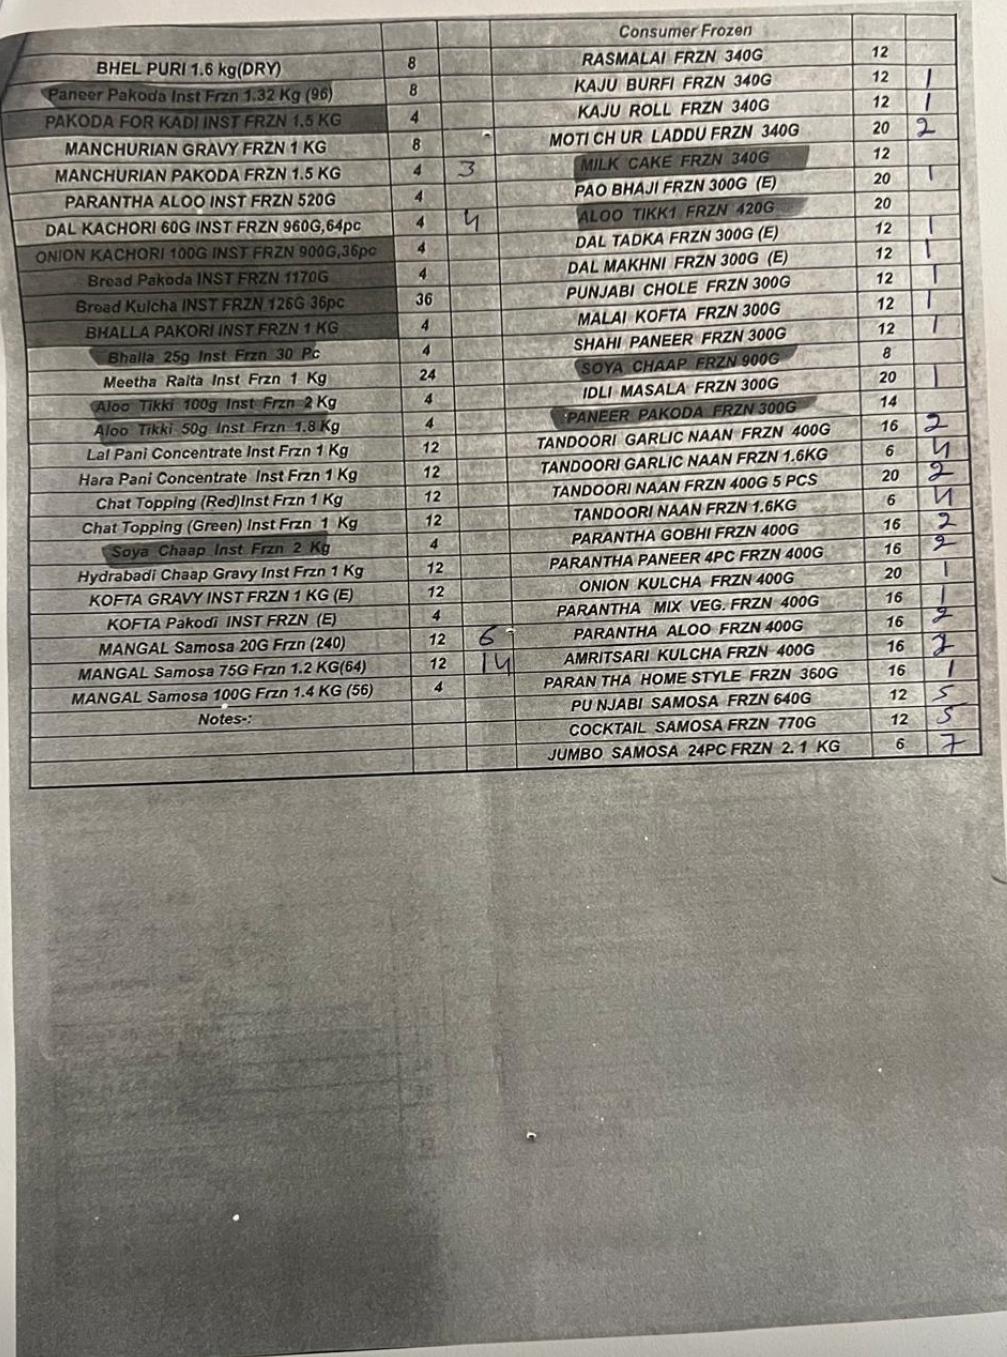 BHEL PURI 1.6 kg(DRY) 8
Paneer Pakoda Inst Frzn 1.32 Kg (96) 8
PAKODA FOR KADI INST FRZN 1.5 KG 4
MANCHURIAN GRAVY FRZN 1 KG 8
MANCHURIAN PAKODA FRZN 1.5 KG 4 3
PARANTHA ALOO INST FRZN 520G 4
DAL KACHORI 60G INST FRZN 960G,64pc 4 4
ONION KACHORI 100G INST FRZN 900G,36pc 4
Bread Pakoda INST FRZN 1170G 4
Bread Kulcha INST FRZN 126G 36pc 36
BHALLA PAKORI INST FRZN 1 KG 4
Bhalla 25g Inst Frzn 30 Pc 4
Meetha Raita Inst Frzn 1 Kg 24
Aloo Tikki 100g Inst Frzn 2 Kg 4
Aloo Tikki 50g Inst Frzn 1.8 Kg 4
Lal Pani Concentrate Inst Frzn 1 Kg 12
Hara Pani Concentrate Inst Frzn 1 Kg 12
Chat Topping (Red)Inst Frzn 1 Kg 12
Chat Topping (Green) Inst Frzn 1 Kg 12
Soya Chaap Inst Frzn 2 Kg 4
Hydrabadi Chaap Gravy Inst Frzn 1 Kg 12
KOFTA GRAVY INST FRZN 1 KG (E) 12
KOFTA Pakodi INST FRZN (E) 4
MANGAL Samosa 20G Frzn (240) 12 6
MANGAL Samosa 75G Frzn 1.2 KG(64) 12 14
MANGAL Samosa 100G Frzn 1.4 KG (56) 4
Notes-:
Consumer Frozen
RASMALAI FRZN 340G 12
KAJU BURFI FRZN 340G 12 1
KAJU ROLL FRZN 340G 12 1
MOTI CH UR LADDU FRZN 340G 20 2
MILK CAKE FRZN 340G 12
PAO BHAJI FRZN 300G (E) 20 1
ALOO TIKK1 FRZN 420G 20
DAL TADKA FRZN 300G (E) 12 1
DAL MAKHNI FRZN 300G (E) 12 1
PUNJABI CHOLE FRZN 300G 12 1
MALAI KOFTA FRZN 300G 12 1
SHAHI PANEER FRZN 300G 12 1
SOYA CHAAP FRZN 900G 8
IDLI MASALA FRZN 300G 20 1
PANEER PAKODA FRZN 300G 14
TANDOORI GARLIC NAAN FRZN 400G 16 2
TANDOORI GARLIC NAAN FRZN 1.6KG 6 4
TANDOORI NAAN FRZN 400G 5 PCS 20 2
TANDOORI NAAN FRZN 1.6KG 6 4
PARANTHA GOBHI FRZN 400G 16 2
PARANTHA PANEER 4PC FRZN 400G 16 2
ONION KULCHA FRZN 400G 20 1
PARANTHA MIX VEG. FRZN 400G 16 1
PARANTHA ALOO FRZN 400G 16 2
AMRITSARI KULCHA FRZN 400G 16 2
PARAN THA HOME STYLE FRZN 360G 16 1
PU NJABI SAMOSA FRZN 640G 12 5
COCKTAIL SAMOSA FRZN 770G 12 5
JUMBO SAMOSA 24PC FRZN 2. 1 KG 6 7